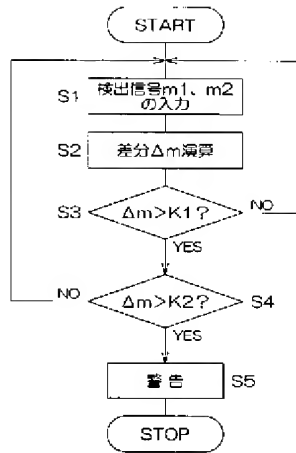 START
S1
検出信号m1、m2
の入力
S2
差分Δm演算
S3
Δm>K1?
NO
YES
NO
Δm>K2?
S4
YES
警告
S5
STOP